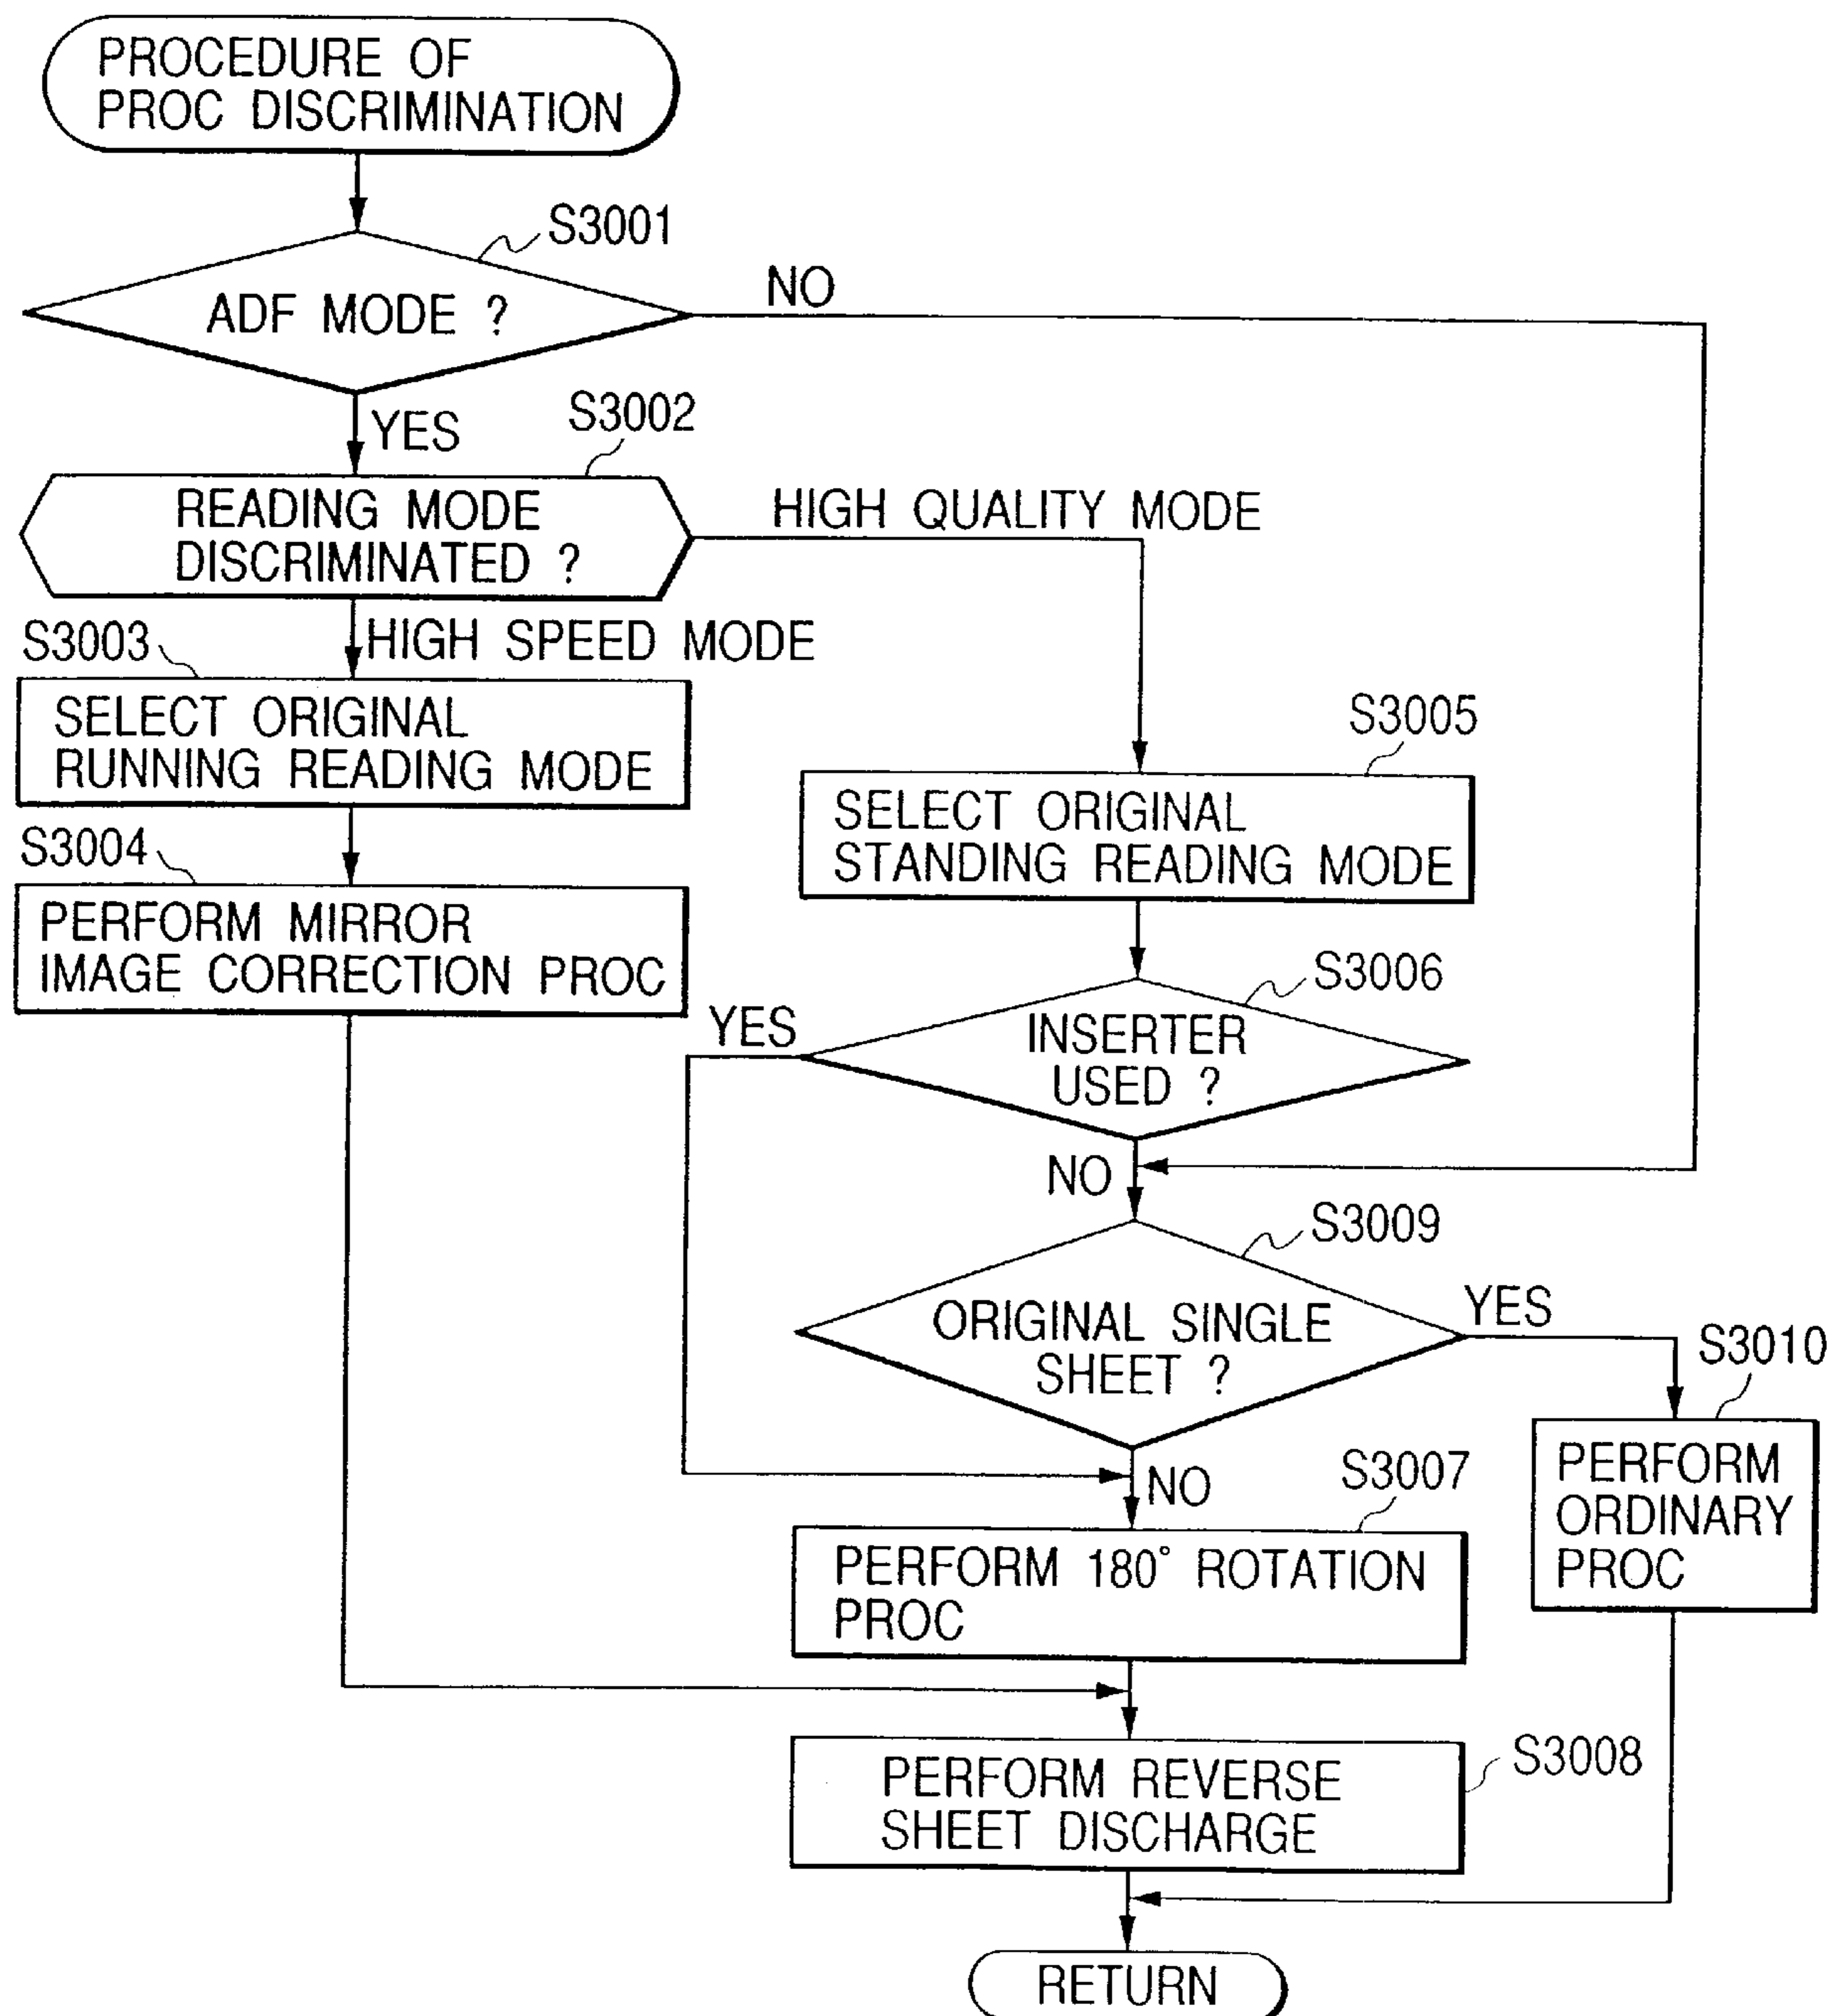 PROCEDURE OF
PROC DISCRIMINATION
S3001
ADF MODE ?
NO
YES
S3002
READING MODE
DISCRIMINATED ?
HIGH QUALITY MODE
HIGH SPEED MODE
S3003
SELECT ORIGINAL
RUNNING READING MODE
S3004
PERFORM MIRROR
IMAGE CORRECTION PROC
S3005
SELECT ORIGINAL
STANDING READING MODE
S3006
INSERTER
USED ?
YES
NO
S3009
ORIGINAL SINGLE
SHEET ?
YES
S3010
PERFORM
ORDINARY
PROC
NO
S3007
PERFORM 180° ROTATION
PROC
S3008
PERFORM REVERSE
SHEET DISCHARGE
RETURN